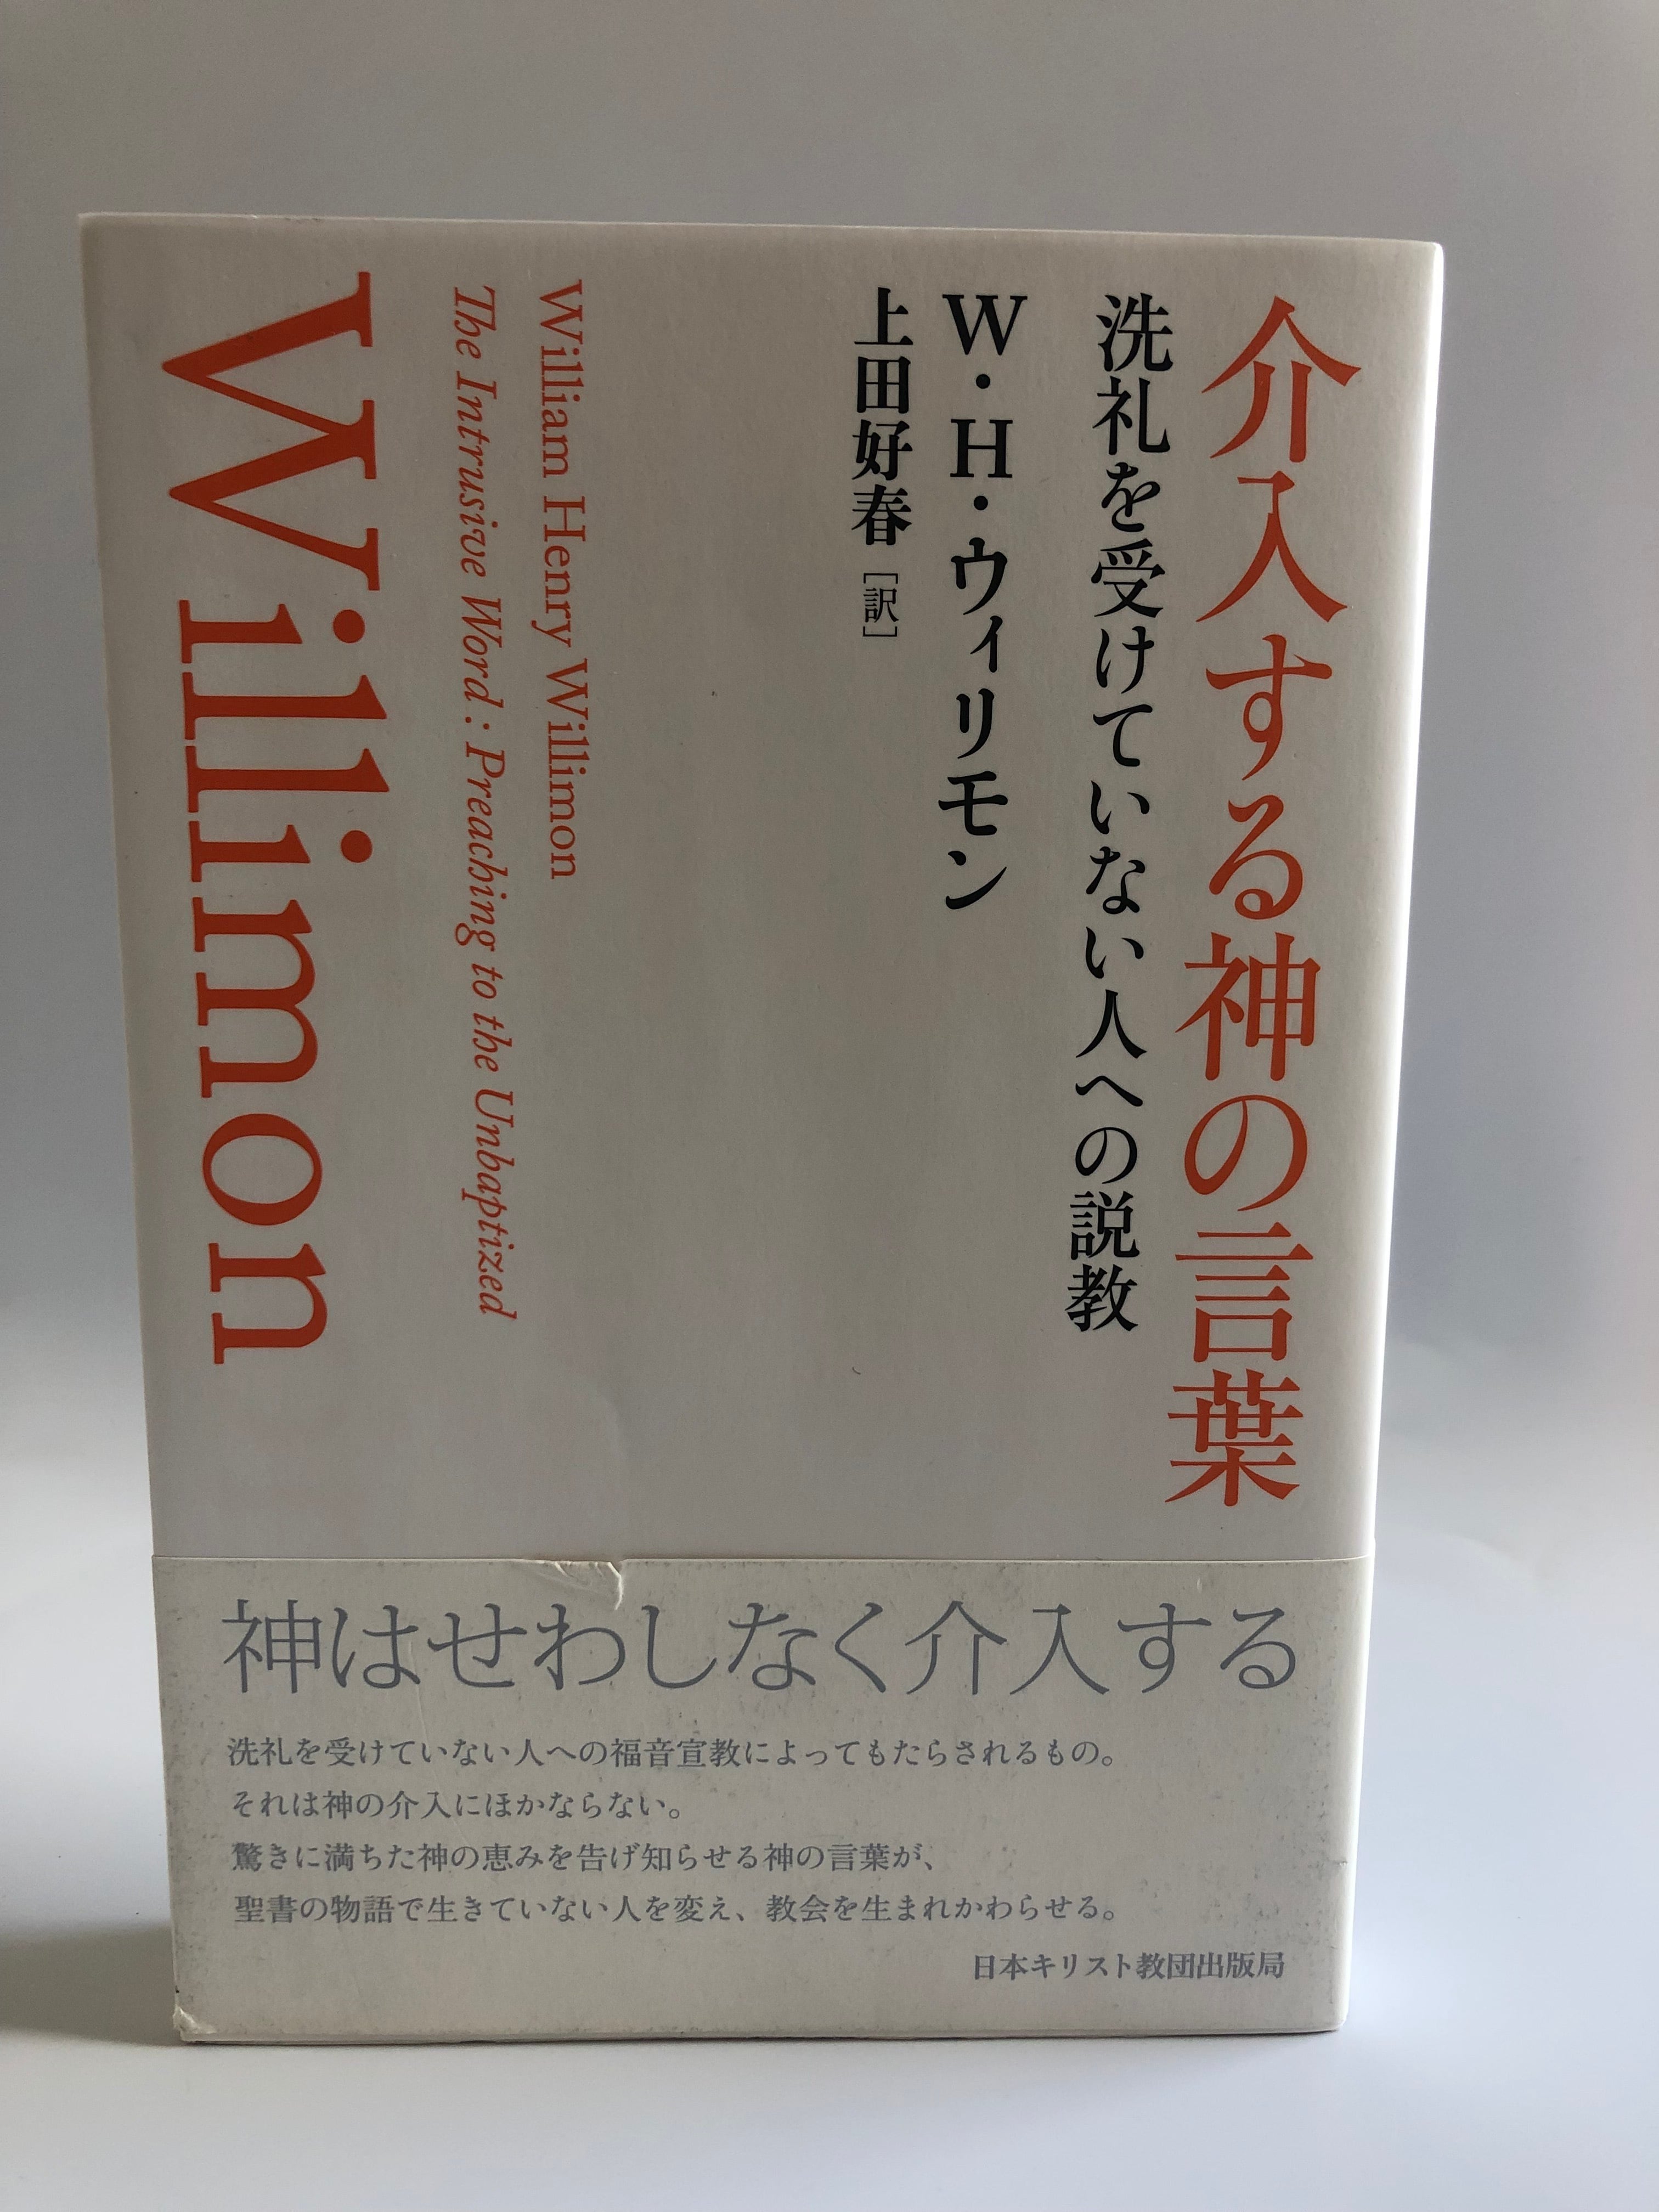 介入する神の言葉
洗礼を受けていない人への説教
W・H・ウィリモン
上田好春［訳］
William Henry Willimon
The Intrusive Word : Preaching to the Unbaptized
Willimon
神はせわしなく介入する
洗礼を受けていない人への福音宣教によってもたらされるもの。
それは神の介入にほかならない。
驚きに満ちた神の恵みを告げ知らせる神の言葉が、
聖書の物語で生きていない人を変え、教会を生まれかわらせる。
日本キリスト教団出版局